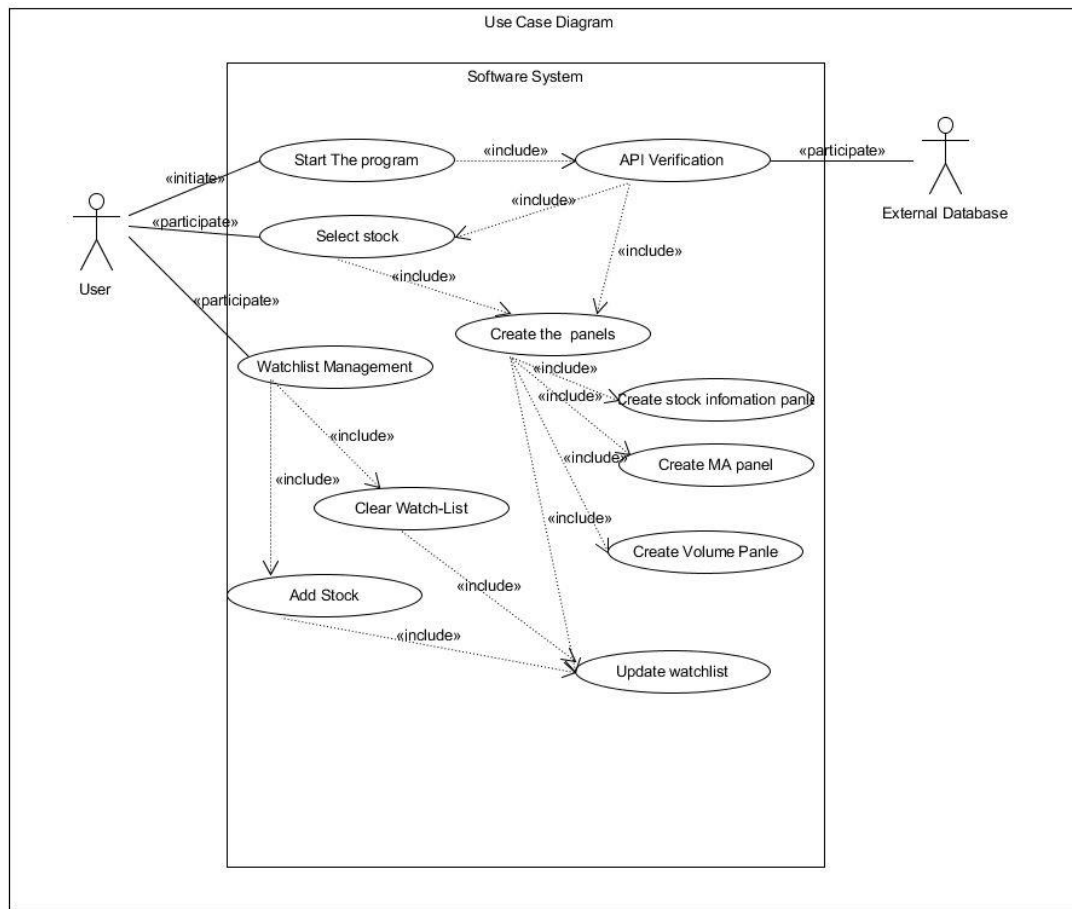 Use Case Diagram
Software System
Start The program
«include»
API Verification
«participate»
External Database
«initiate»
User
«participate»
Select stock
«include»
«include»
«include»
«participate»
Create the panels
Watchlist Management
«include»
Create stock infomation panle
«include»
«include»
Create MA panel
«include»
«include»
Clear Watch-List
«include»
Create Volume Panle
«include»
Add Stock
«include»
Update watchlist